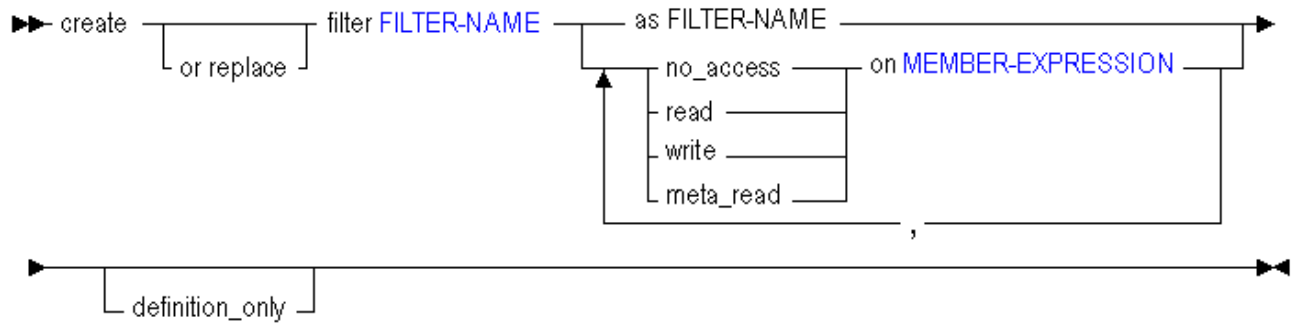 create filter FILTER-NAME as FILTER-NAME
or replace no_access on MEMBER-EXPRESSION
read
write
meta_read
,
definition_only